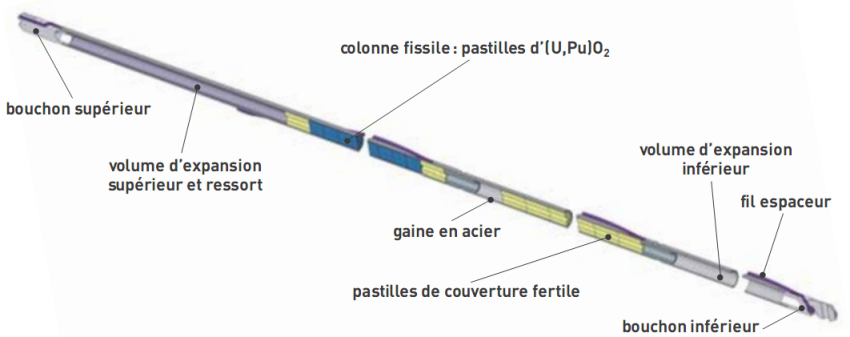 colonne fissile : pastilles d'(U,Pu)O₂
bouchon supérieur
volume d'expansion
supérieur et ressort
volume d'expansion
inférieur
fil espaceur
gaine en acier
pastilles de couverture fertile
bouchon inférieur